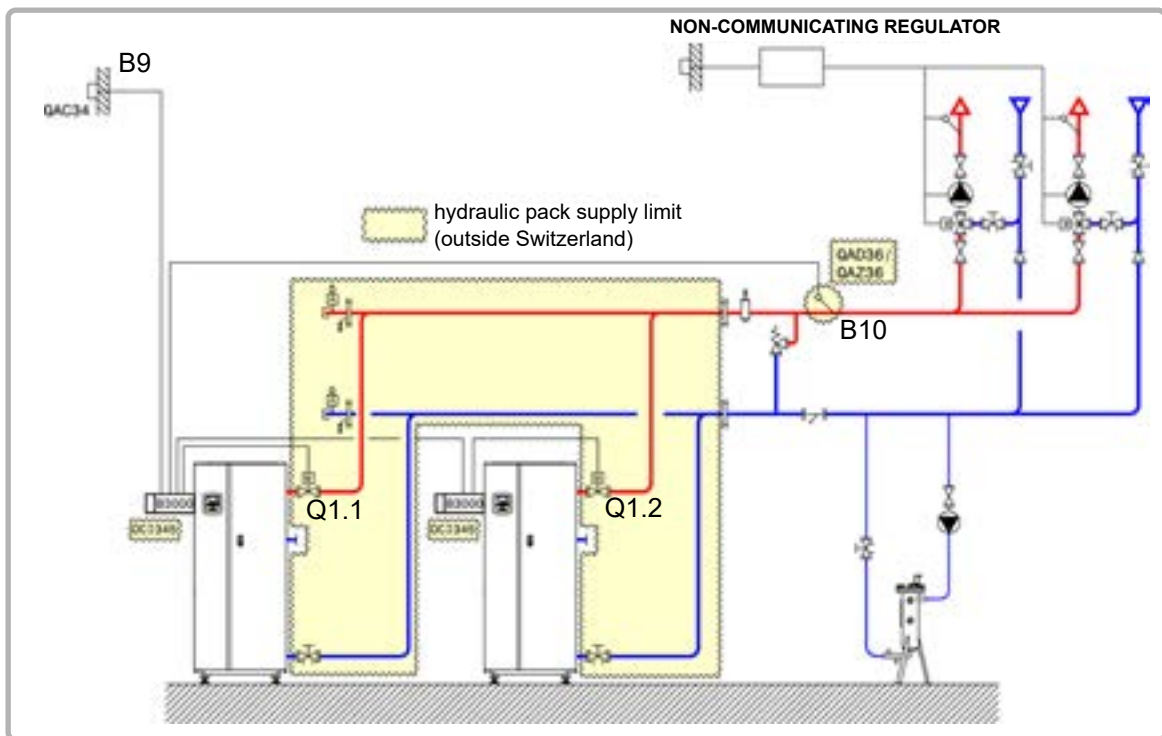 NON-COMMUNICATING REGULATOR
B9
QAC34
hydraulic pack supply limit
(outside Switzerland)
QAD36 /
QAZ36
B10
Q1.1
Q1.2
B3000
B3000
OCI345
OCI345